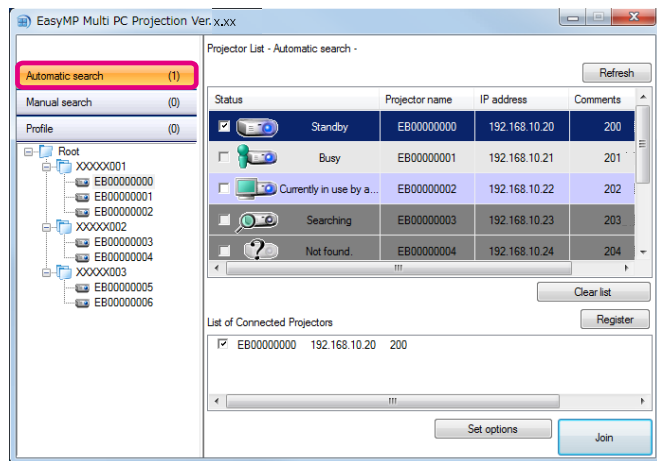 EasyMP Multi PC Projection Ver.x.xx
Projector List - Automatic search -
Automatic search (1)
Refresh
Manual search (0)
Status Projector name IP address Comments
Profile (0)
Standby EB00000000 192.168.10.20 200
Busy EB00000001 192.168.10.21 201
Currently in use by a... EB00000002 192.168.10.22 202
Searching EB00000003 192.168.10.23 203
Not found. EB00000004 192.168.10.24 204
Root
XXXXX001
EB00000000
EB00000001
EB00000002
XXXXX002
EB00000003
EB00000004
XXXXX003
EB00000005
EB00000006
Clear list
List of Connected Projectors
Register
EB00000000 192.168.10.20 200
Set options
Join